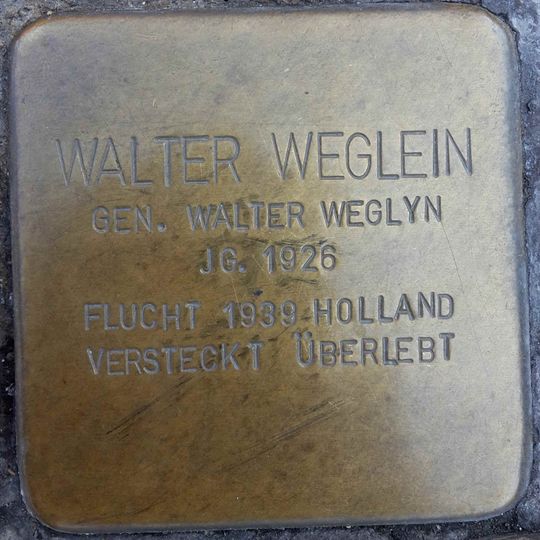 WALTER WEGLEIN
GEN. WALTER WEGLYN
JG. 1926
FLUCHT 1939 HOLLAND
VERSTECKT ÜBERLEBT